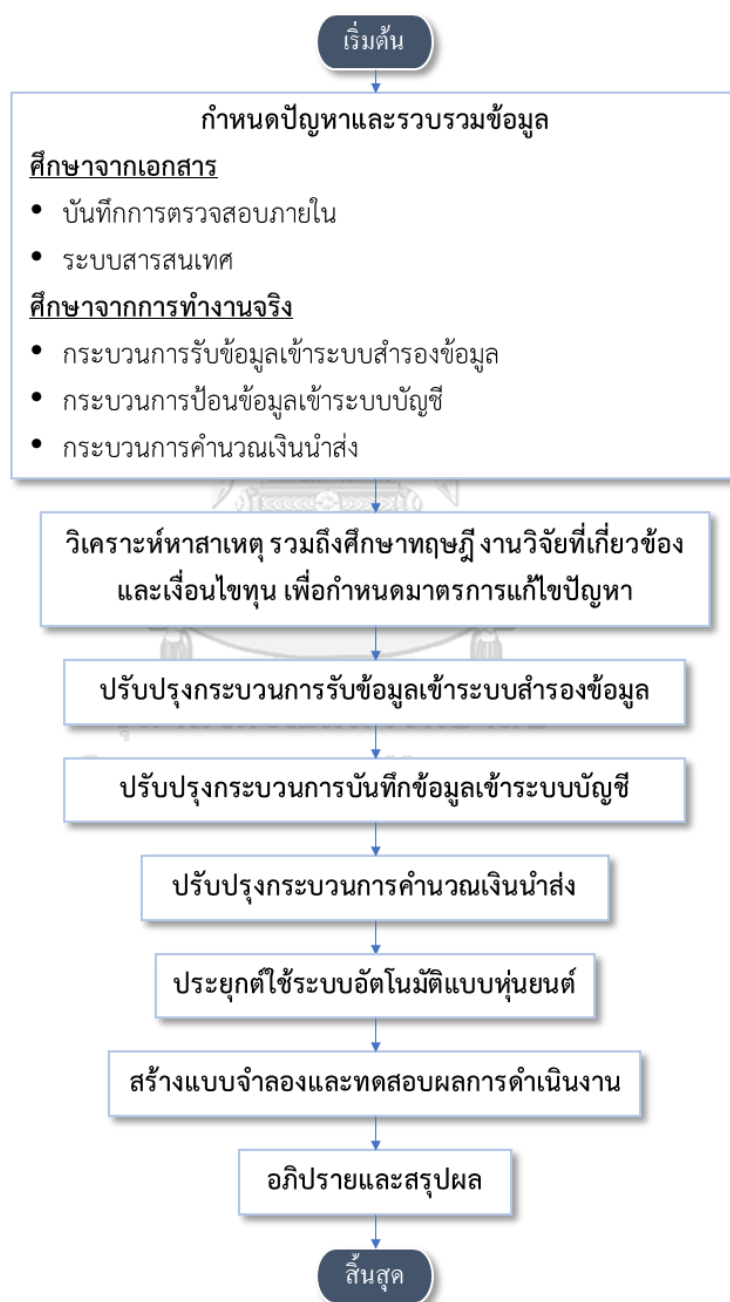 เริ่มต้น
กำหนดปัญหาและรวบรวมข้อมูล
ศึกษาจากเอกสาร
• บันทึกการตรวจสอบภายใน
• ระบบสารสนเทศ
ศึกษาจากการทำงานจริง
• กระบวนการรับข้อมูลเข้าระบบสำรองข้อมูล
• กระบวนการป้อนข้อมูลเข้าระบบบัญชี
• กระบวนการคำนวณเงินนำส่ง
วิเคราะห์หาสาเหตุ รวมถึงศึกษาทฤษฎี งานวิจัยที่เกี่ยวข้อง
และเงื่อนไขทุน เพื่อกำหนดมาตรการแก้ไขปัญหา
ปรับปรุงกระบวนการรับข้อมูลเข้าระบบสำรองข้อมูล
ปรับปรุงกระบวนการบันทึกข้อมูลเข้าระบบบัญชี
ปรับปรุงกระบวนการคำนวณเงินนำส่ง
ประยุกต์ใช้ระบบอัตโนมัติแบบหุ่นยนต์
สร้างแบบจำลองและทดสอบผลการดำเนินงาน
อภิปรายและสรุปผล
สิ้นสุด